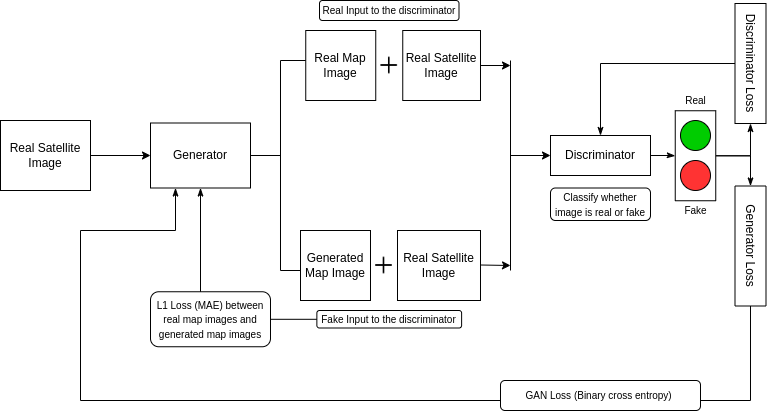 Real Input to the discriminator
Real Map
Image
+
Real Satellite
Image
Discriminator Loss
Real
Real Satellite
Image
Generator
Discriminator
Classify whether
image is real or fake
Fake
Generated
Map Image
+
Real Satellite
Image
Generator Loss
L1 Loss (MAE) between
real map images and
generated map images
Fake Input to the discriminator
GAN Loss (Binary cross entropy)